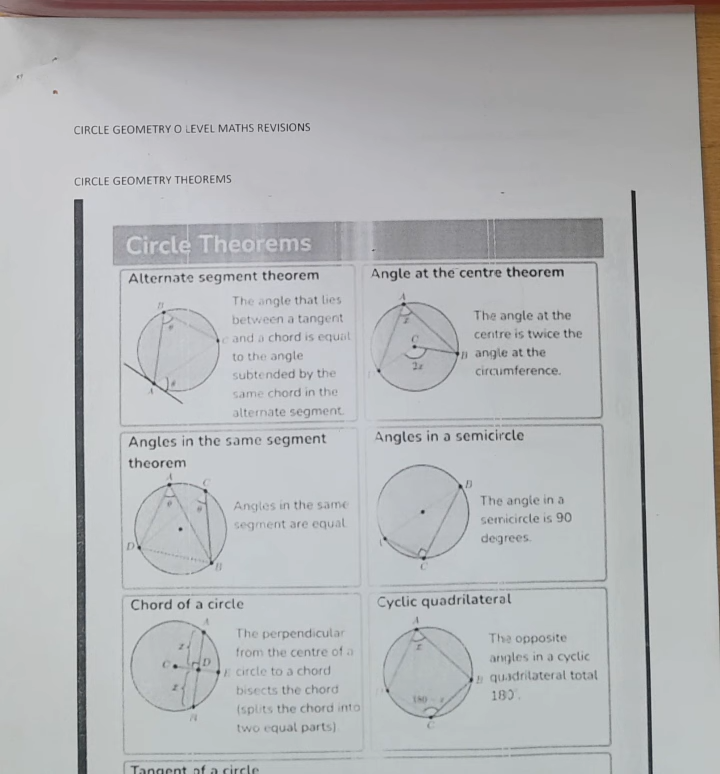 CIRCLE GEOMETRY O LEVEL MATHS REVISIONS
CIRCLE GEOMETRY THEOREMS
Circle Theorems
Alternate segment theorem
The angle that lies
between a tangent
and a chord is equal
to the angle
subtended by the
same chord in the
alternate segment.
B
θ
C
A
θ
Angle at the centre theorem
The angle at the
centre is twice the
angle at the
circumference.
A
x
C
B
2x
Angles in the same segment
theorem
Angles in the same
segment are equal
A
C
θ
θ
D
B
Angles in a semicircle
The angle in a
semicircle is 90
degrees.
B
C
Chord of a circle
The perpendicular
from the centre of a
circle to a chord
bisects the chord
(splits the chord into
two equal parts)
A
C
D
E
Cyclic quadrilateral
The opposite
angles in a cyclic
quadrilateral total
180°.
A
x
B
C
Tangent of a circle